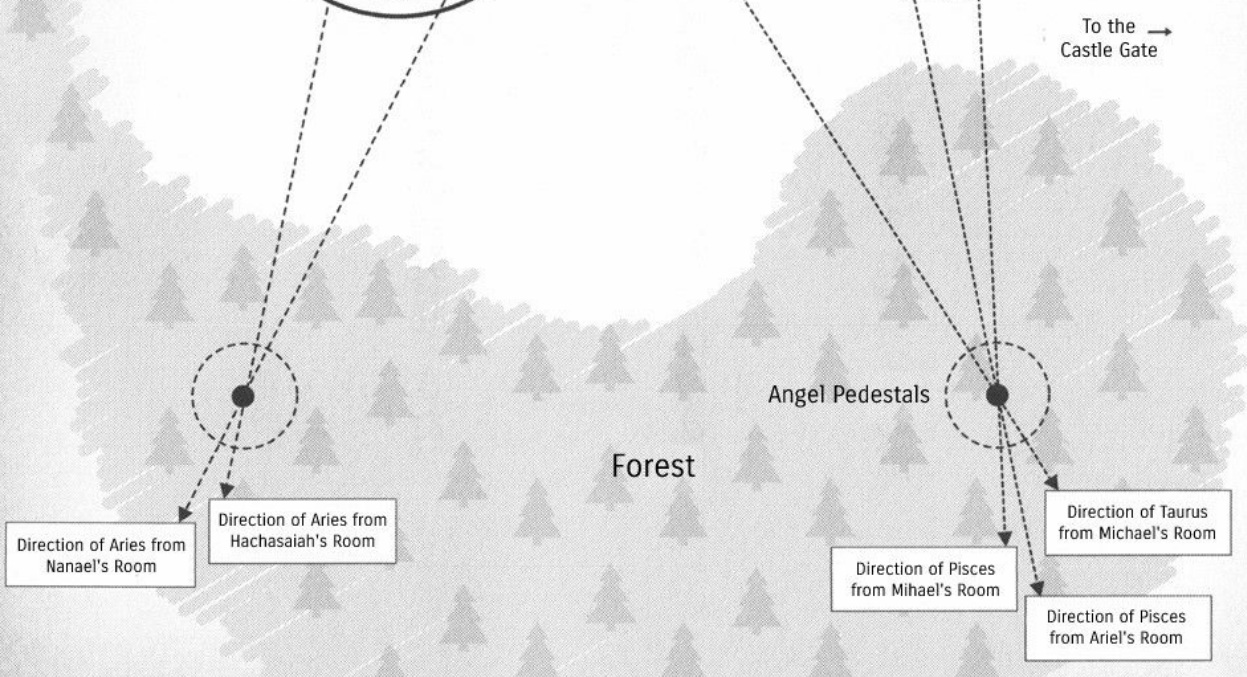 To the →
Castle Gate
Angel Pedestals
Forest
Direction of Aries from
Nanael's Room
Direction of Aries from
Hachasaiah's Room
Direction of Taurus
from Michael's Room
Direction of Pisces
from Mihael's Room
Direction of Pisces
from Ariel's Room